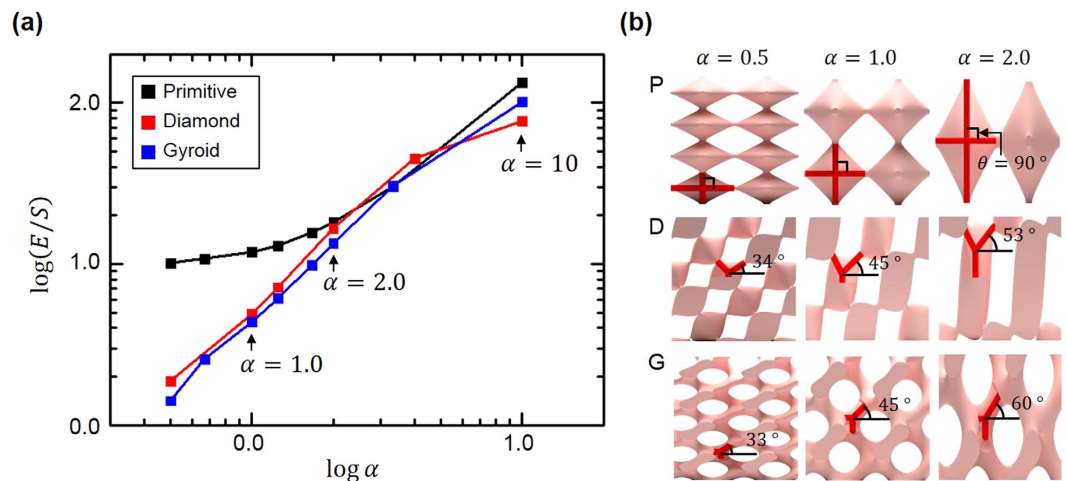 (a)
2.0
1.0
0.0
log(E/S)
Primitive
Diamond
Gyroid
α = 10
α = 2.0
α = 1.0
0.0
1.0
log α
(b)
α = 0.5
α = 1.0
α = 2.0
P
θ = 90 °
D
34 °
45 °
53 °
G
33 °
45 °
60 °